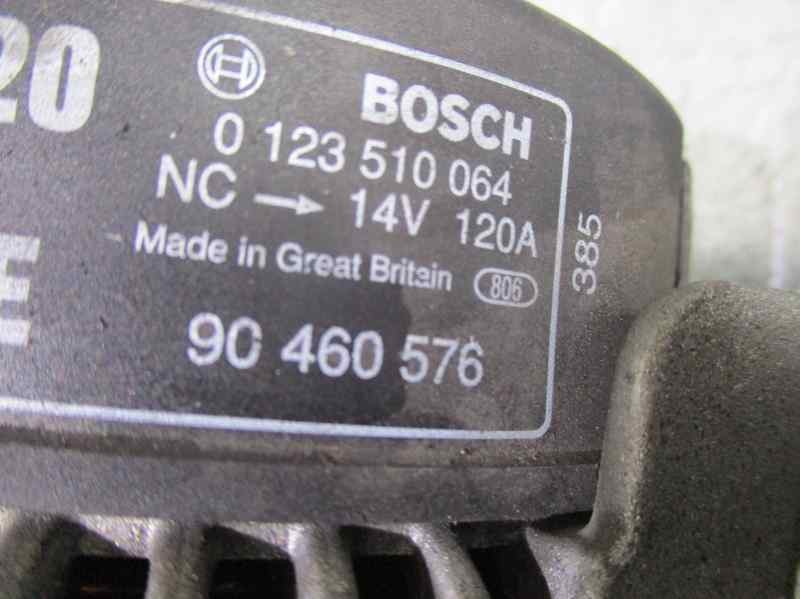 20
BOSCH
0 123 510 064
NC → 14V 120A
Made in Great Britain 806
385
E
90 460 576